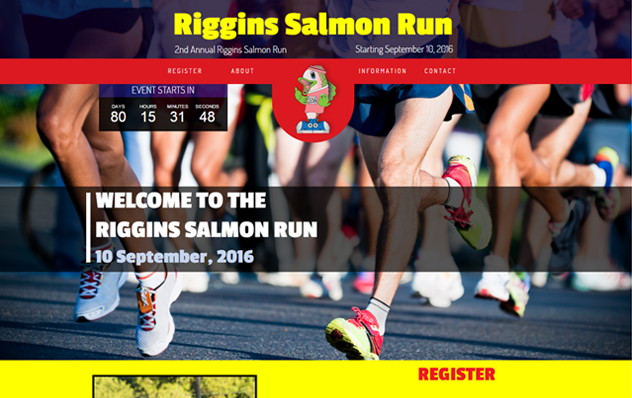 Riggins Salmon Run
2nd Annual Riggins Salmon Run Starting September 10, 2016
REGISTER ABOUT INFORMATION CONTACT
EVENT STARTS IN
DAYS HOURS MINUTES SECONDS
80 15 31 48
WELCOME TO THE
RIGGINS SALMON RUN
10 September, 2016
REGISTER